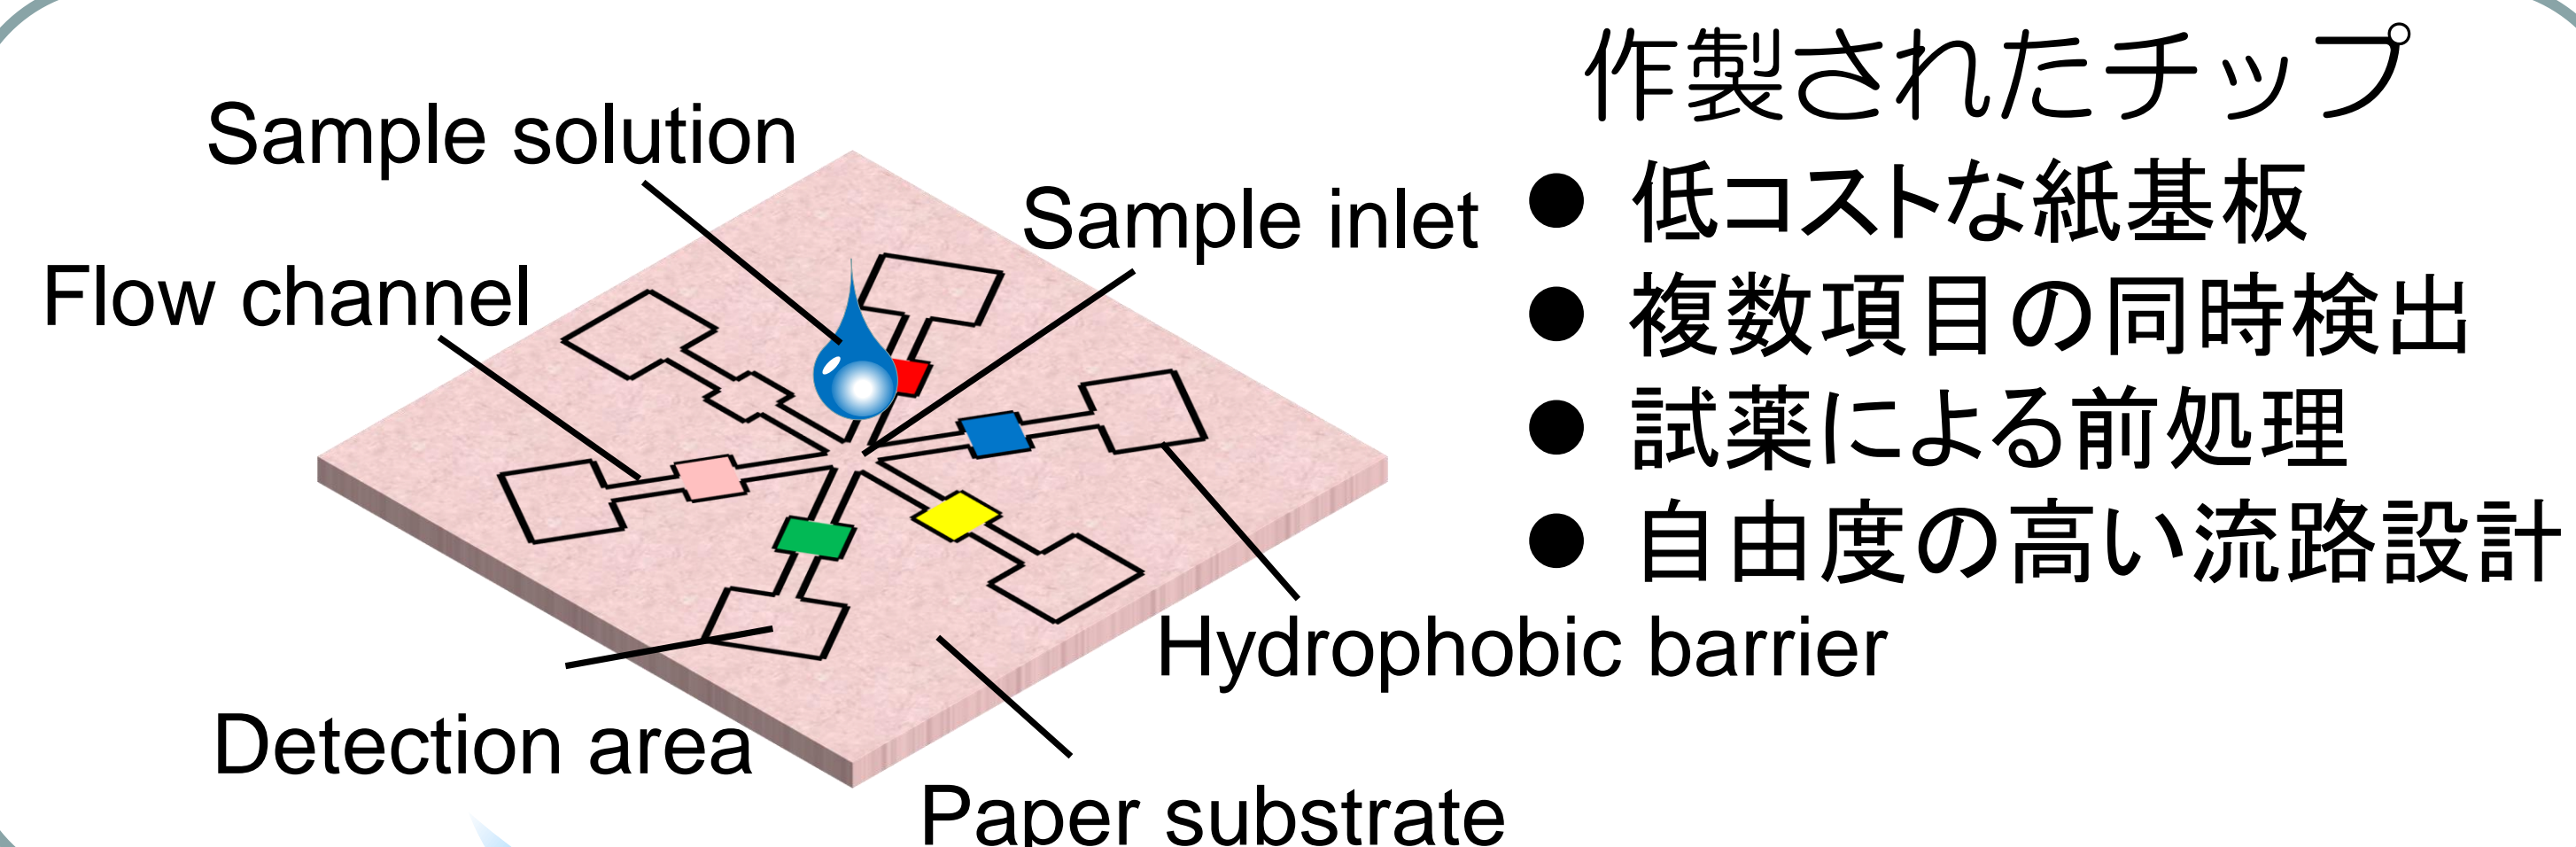 作製されたチップ
● 低コストな紙基板
● 複数項目の同時検出
● 試薬による前処理
● 自由度の高い流路設計
Sample solution
Sample inlet
Flow channel
Hydrophobic barrier
Detection area
Paper substrate